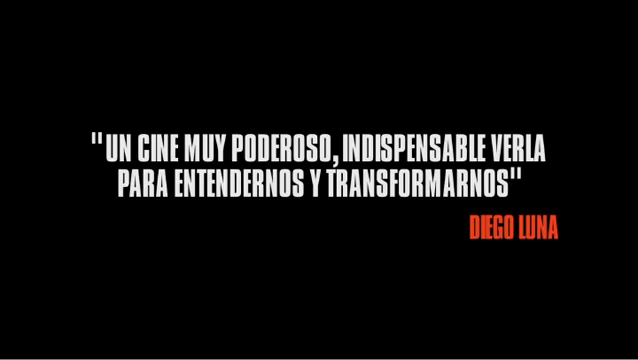 "UN CINE MUY PODEROSO, INDISPENSABLE VERLA
PARA ENTENDERNOS Y TRANSFORMARNOS"
DIEGO LUNA